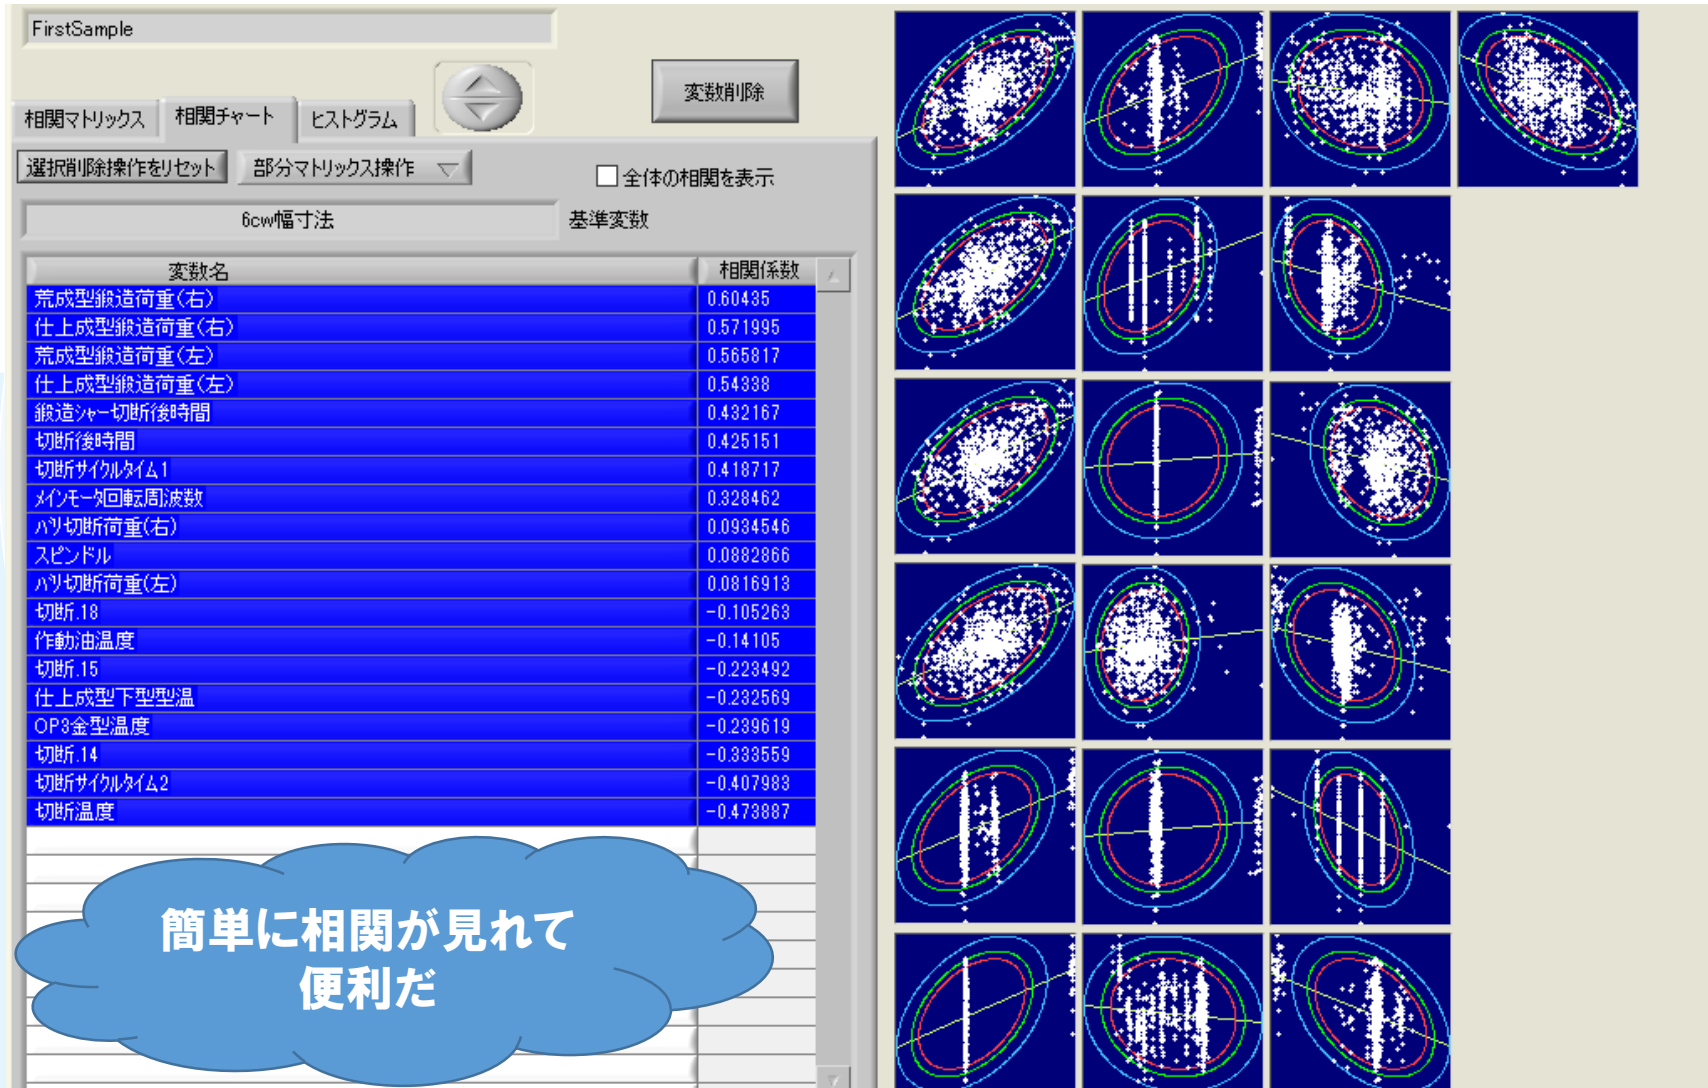 FirstSample
変数削除
相関マトリックス
相関チャート
ヒストグラム
選択削除操作をリセット
部分マトリックス操作
全体の相関を表示
6cw幅寸法
基準変数
変数名 相関係数
荒成型鍛造荷重(右) 0.60435
仕上成型鍛造荷重(右) 0.571995
荒成型鍛造荷重(左) 0.565817
仕上成型鍛造荷重(左) 0.54338
鍛造シャー切断後時間 0.432167
切断後時間 0.425151
切断サイクルタイム1 0.418717
メインモータ回転周波数 0.328462
バリ切断荷重(右) 0.0934546
スピンドル 0.0882866
バリ切断荷重(左) 0.0816913
切断.18 -0.105263
作動油温度 -0.14105
切断.15 -0.223492
仕上成型下型型温 -0.232569
OP3金型温度 -0.239619
切断.14 -0.333559
切断サイクルタイム2 -0.407983
切断温度 -0.473887
簡単に相関が見れて
便利だ